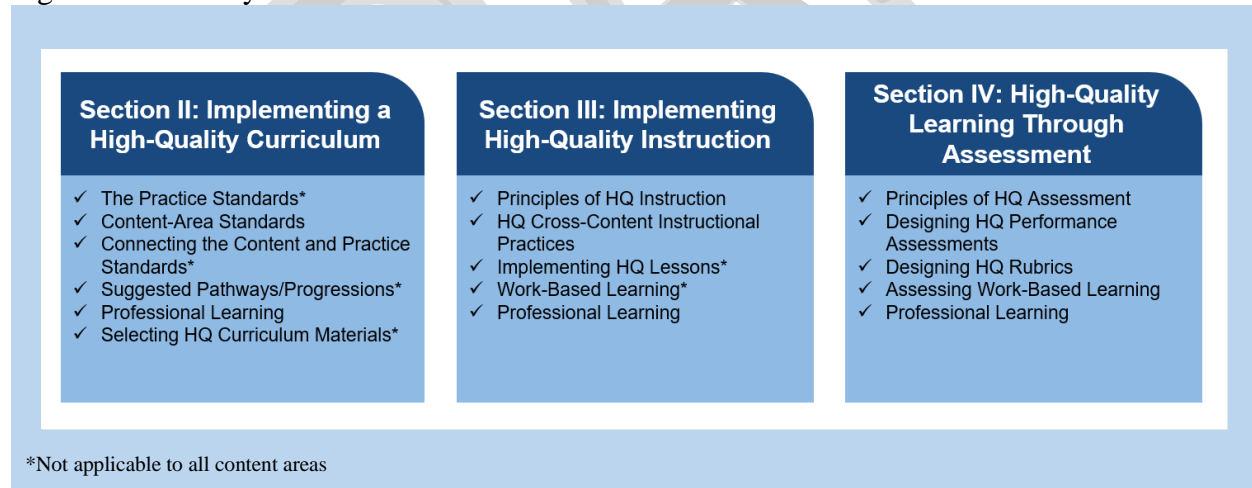 Section II: Implementing a
High-Quality Curriculum
✓ The Practice Standards*
✓ Content-Area Standards
✓ Connecting the Content and Practice
Standards*
✓ Suggested Pathways/Progressions*
✓ Professional Learning
✓ Selecting HQ Curriculum Materials*
Section III: Implementing
High-Quality Instruction
✓ Principles of HQ Instruction
✓ HQ Cross-Content Instructional
Practices
✓ Implementing HQ Lessons*
✓ Work-Based Learning*
✓ Professional Learning
Section IV: High-Quality
Learning Through
Assessment
✓ Principles of HQ Assessment
✓ Designing HQ Performance
Assessments
✓ Designing HQ Rubrics
✓ Assessing Work-Based Learning
✓ Professional Learning
*Not applicable to all content areas